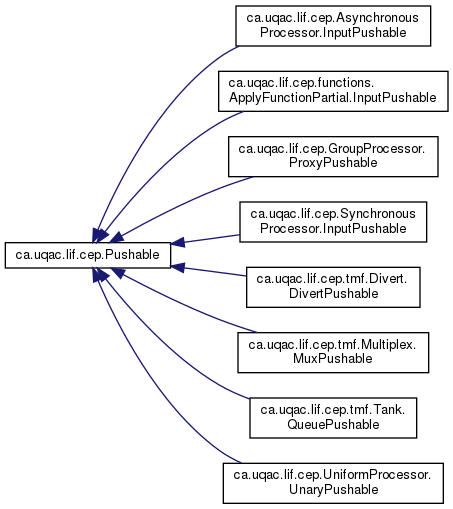 ca.uqac.lif.cep.Asynchronous
Processor.InputPushable
ca.uqac.lif.cep.functions.
ApplyFunctionPartial.InputPushable
ca.uqac.lif.cep.GroupProcessor.
ProxyPushable
ca.uqac.lif.cep.Synchronous
Processor.InputPushable
ca.uqac.lif.cep.Pushable
ca.uqac.lif.cep.tmf.Divert.
DivertPushable
ca.uqac.lif.cep.tmf.Multiplex.
MuxPushable
ca.uqac.lif.cep.tmf.Tank.
QueuePushable
ca.uqac.lif.cep.UniformProcessor.
UnaryPushable